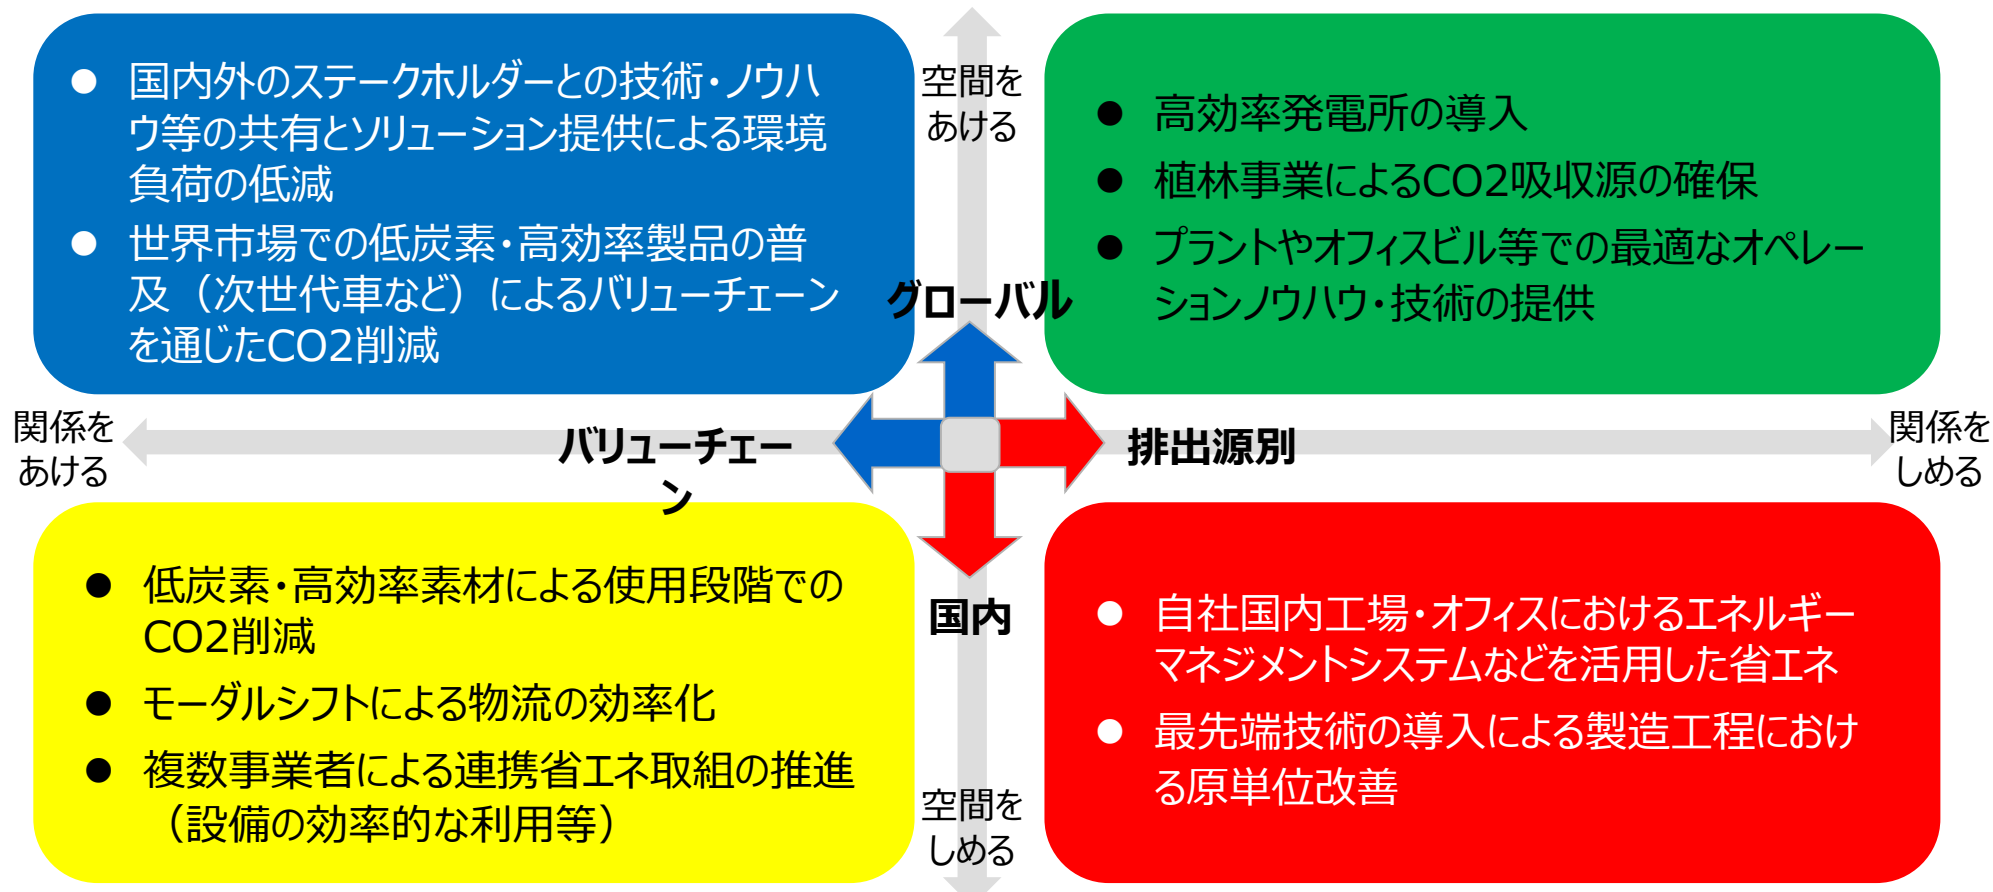 ● 国内外のステークホルダーとの技術・ノウハ
ウ等の共有とソリューション提供による環境
負荷の低減
● 世界市場での低炭素・高効率製品の普
及（次世代車など）によるバリューチェーン
を通じたCO2削減
空間を
あける
● 高効率発電所の導入
● 植林事業によるCO2吸収源の確保
● プラントやオフィスビル等での最適なオペレー
ションノウハウ・技術の提供
グローバル
関係を
あける
バリューチェー
ン
排出源別
関係を
しめる
● 低炭素・高効率素材による使用段階での
CO2削減
● モーダルシフトによる物流の効率化
● 複数事業者による連携省エネ取組の推進
（設備の効率的な利用等）
国内
空間を
しめる
● 自社国内工場・オフィスにおけるエネルギー
マネジメントシステムなどを活用した省エネ
● 最先端技術の導入による製造工程におけ
る原単位改善